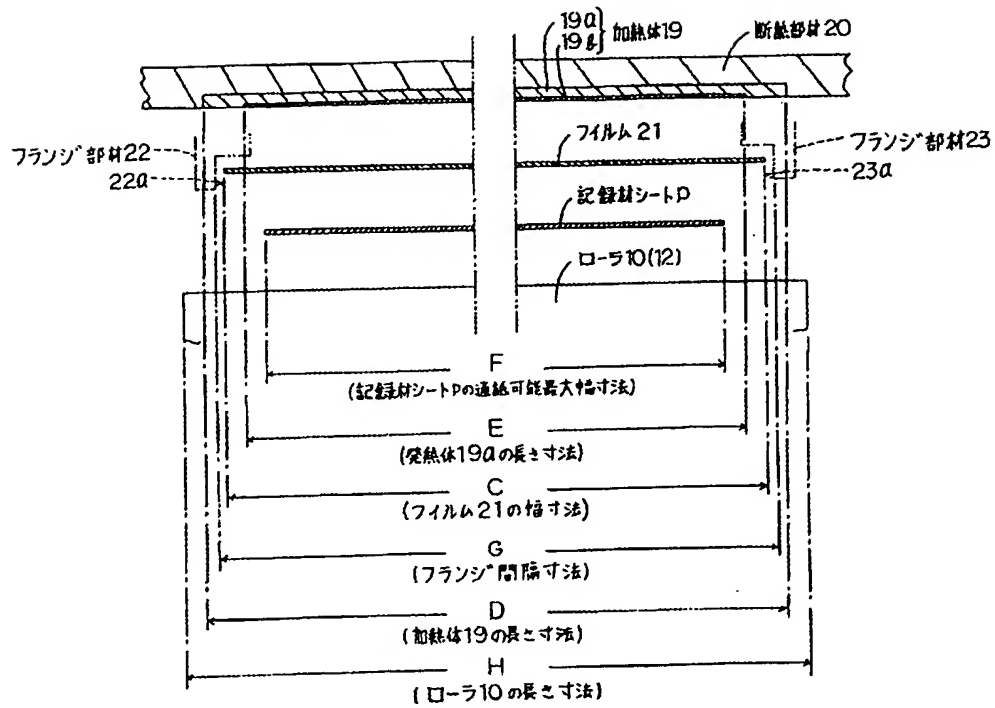 19a
19b
加熱体19
断熱部材20
フランジ部材22
22a
フィルム21
フランジ部材23
23a
記録材シートP
ローラ10(12)
F
(記録材シートPの通紙可能最大幅寸法)
E
(発熱体19aの長さ寸法)
C
(フィルム21の幅寸法)
G
(フランジ間隔寸法)
D
(加熱体19の長さ寸法)
H
(ローラ10の長さ寸法)